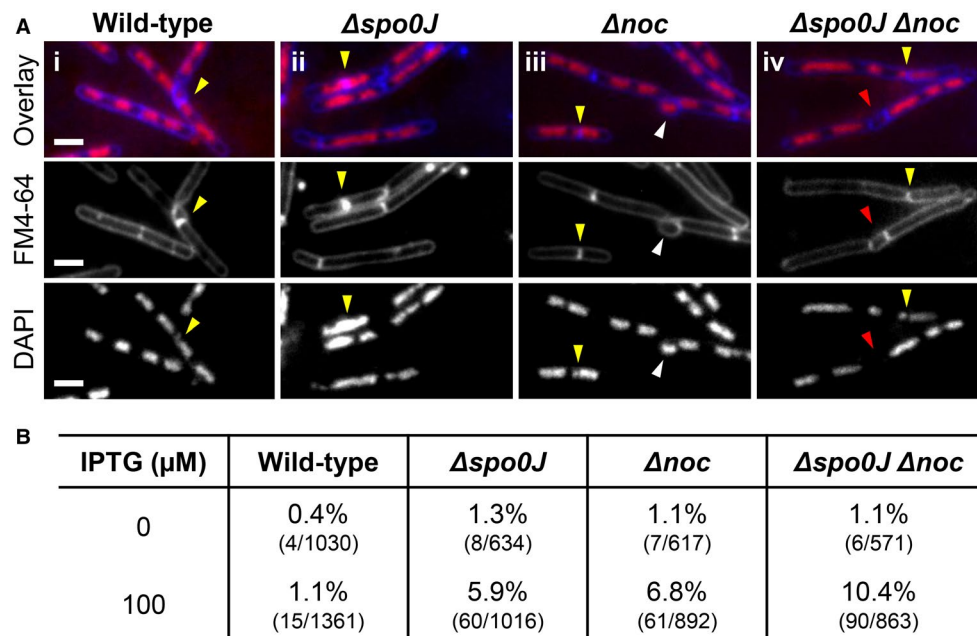 A Wild-type Δspo0J Δnoc Δspo0J Δnoc
Overlay i ii iii iv
FM4-64
DAPI
B
IPTG (µM) Wild-type Δspo0J Δnoc Δspo0J Δnoc
0 0.4% 1.3% 1.1% 1.1%
(4/1030) (8/634) (7/617) (6/571)
100 1.1% 5.9% 6.8% 10.4%
(15/1361) (60/1016) (61/892) (90/863)